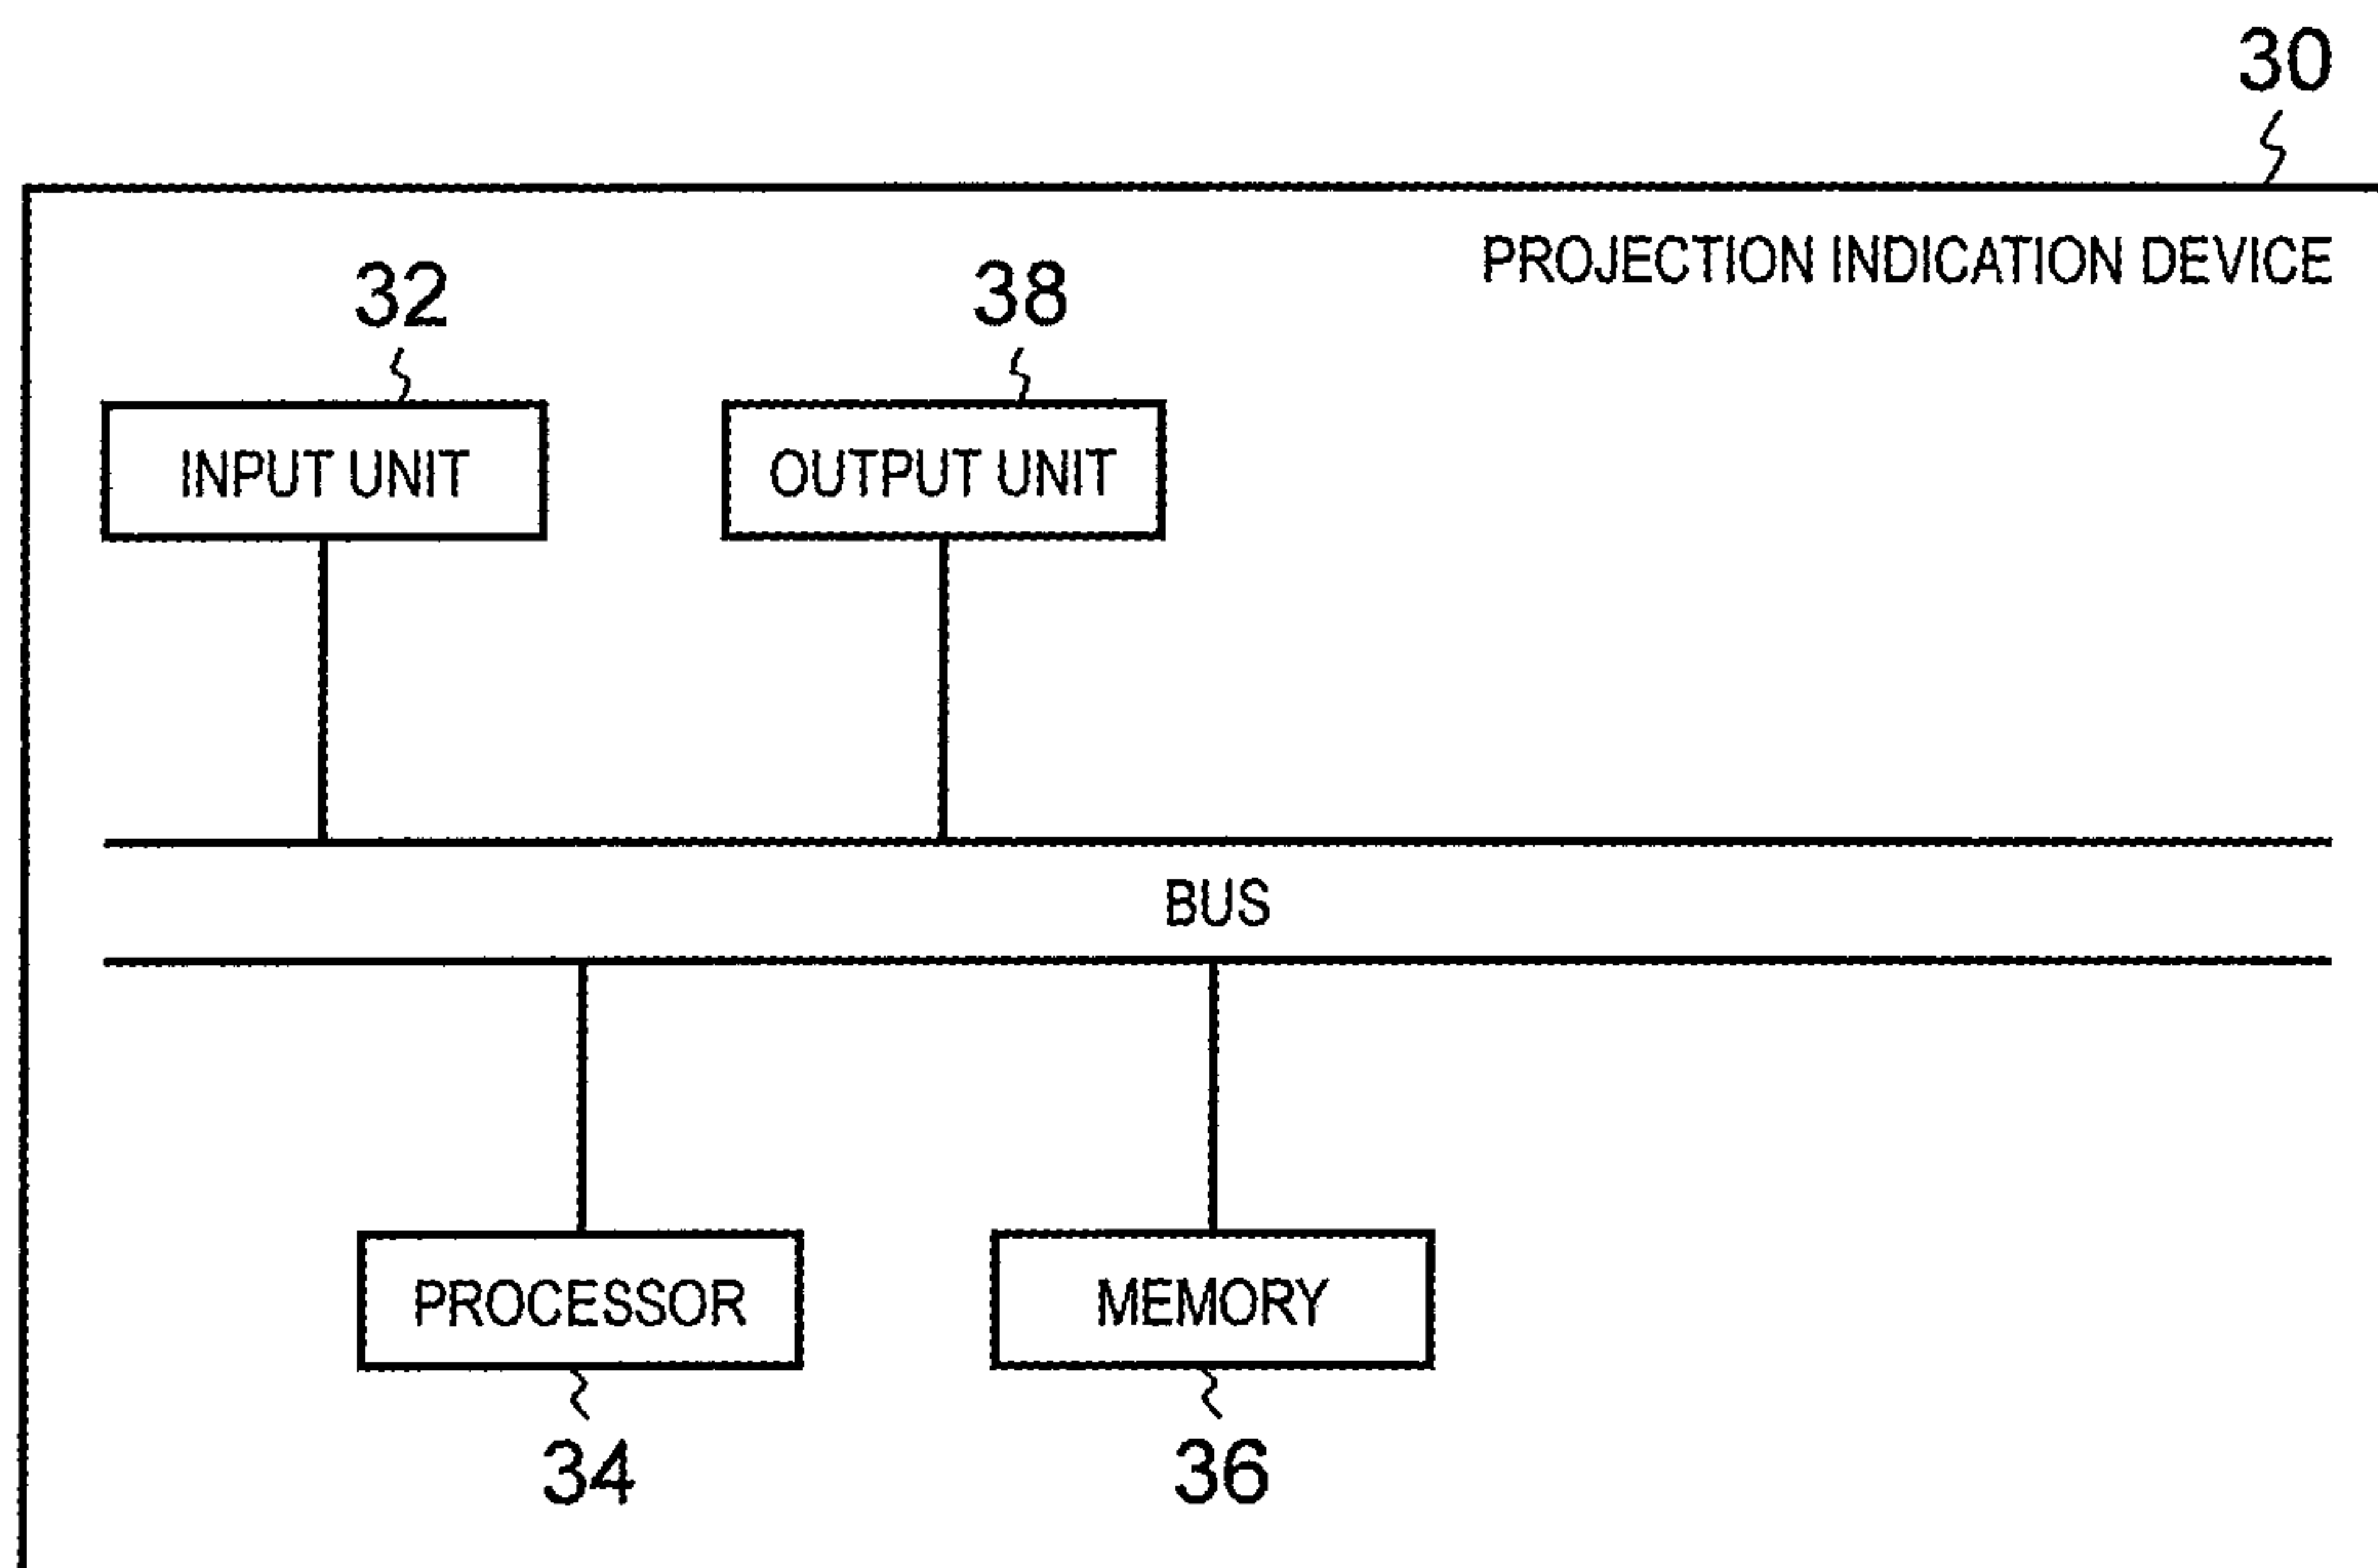 30
PROJECTION INDICATION DEVICE
32
38
INPUT UNIT
OUTPUT UNIT
BUS
PROCESSOR
MEMORY
34
36